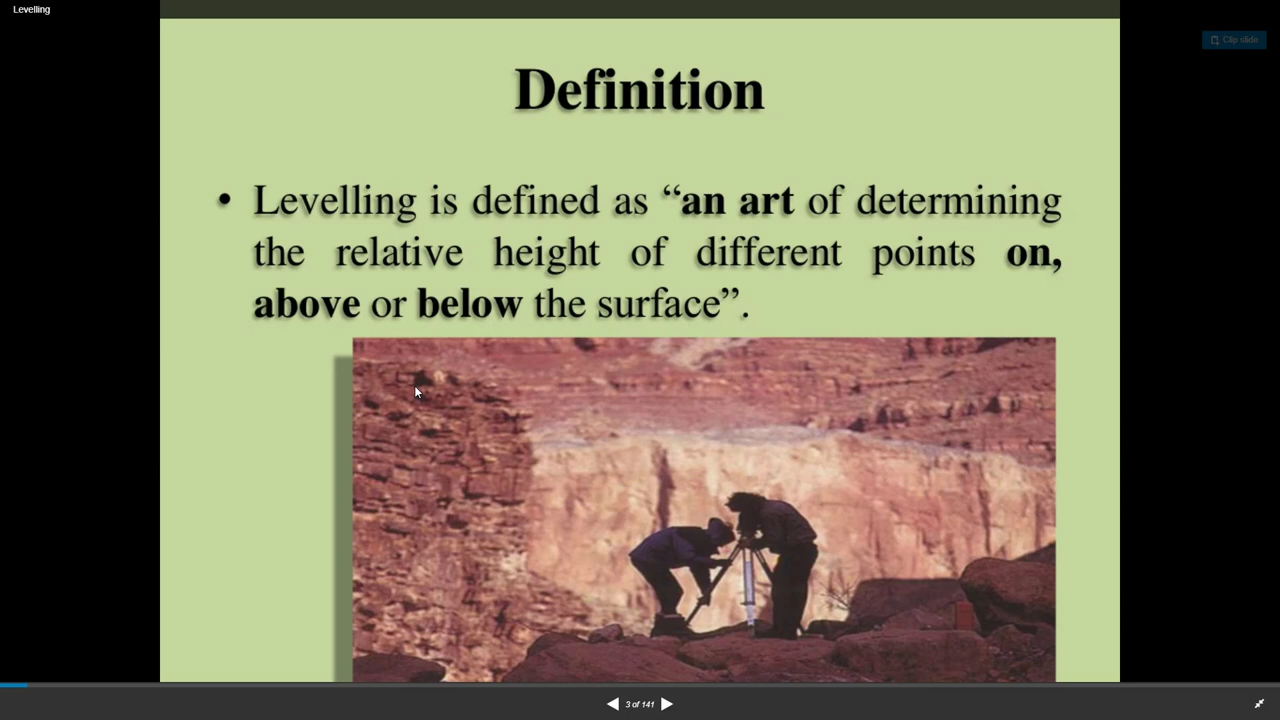 Levelling
Clip slide
Definition
• Levelling is defined as “an art of determining
the relative height of different points on,
above or below the surface”.
3 of 141